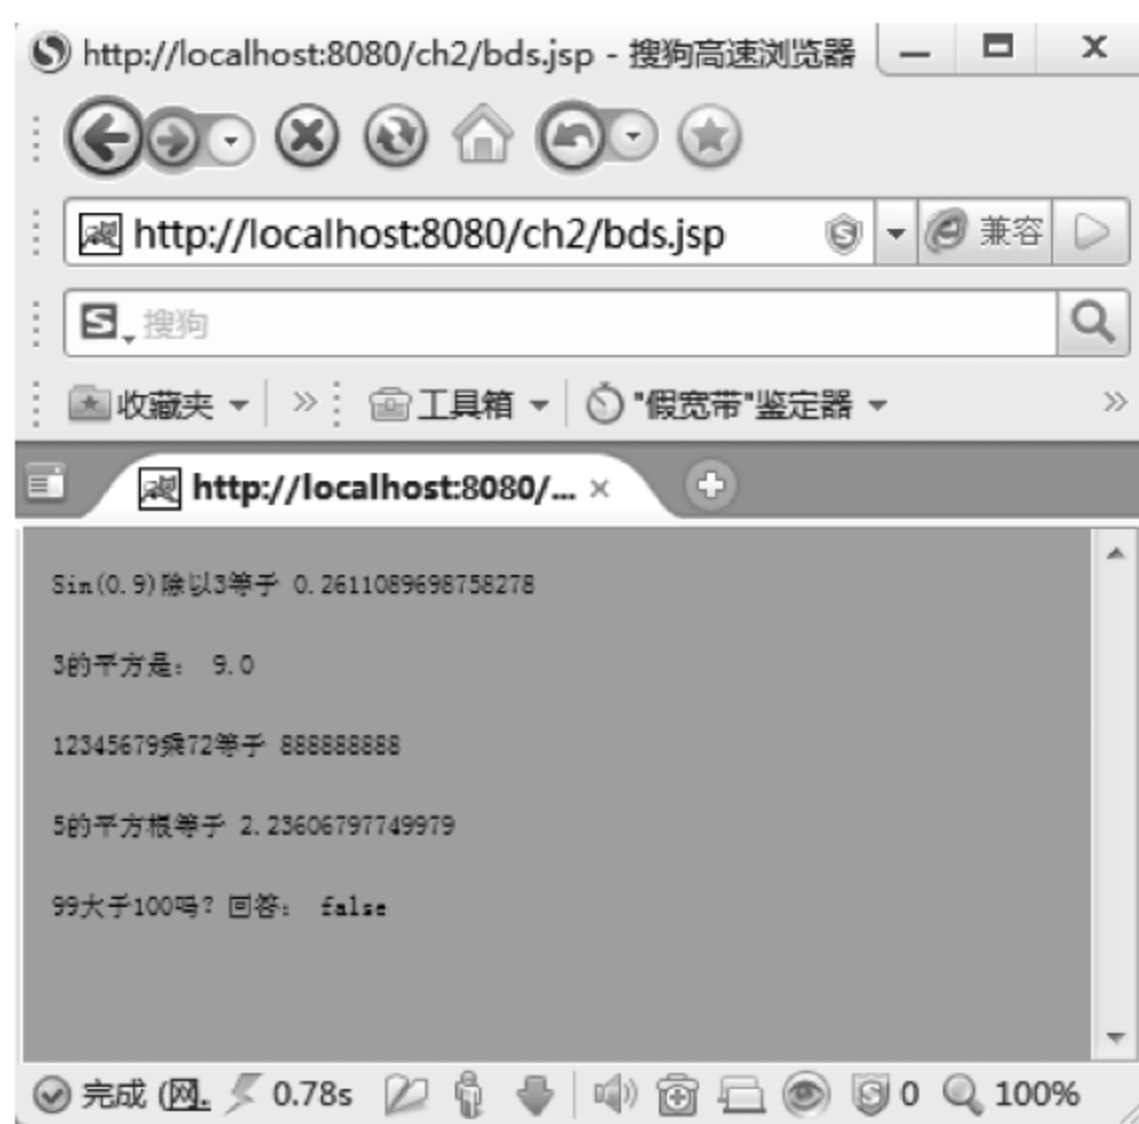 http://localhost:8080/ch2/bds.jsp - 搜狗高速浏览器
http://localhost:8080/ch2/bds.jsp
兼容
搜狗
收藏夹
工具箱
"假宽带"鉴定器
http://localhost:8080/...
Sin(0.9)除以3等于 0.2611089698758278
3的平方是： 9.0
12345679乘72等于 888888888
5的平方根等于 2.23606797749979
99大于100吗？回答： false
完成 (网. 0.78s 0 100%